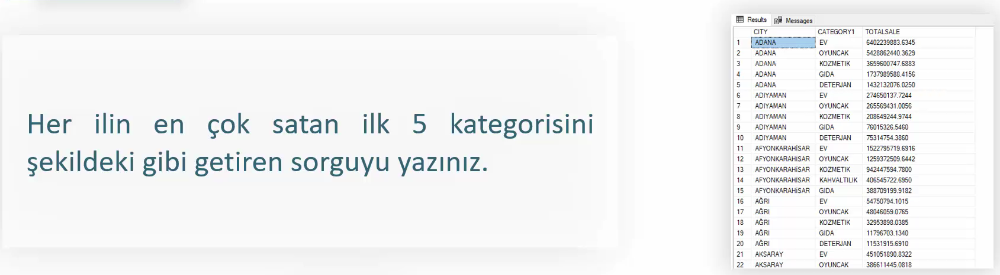 Her ilin en çok satan ilk 5 kategorisini
şekildeki gibi getiren sorguyu yazınız.
Results Messages
CITY CATEGORY1 TOTALSALE
1 ADANA EV 6402239883.6345
2 ADANA OYUNCAK 5428862440.3629
3 ADANA KOZMETIK 3659600747.6883
4 ADANA GIDA 1737989588.4156
5 ADANA DETERJAN 1432132076.0250
6 ADIYAMAN EV 274650137.7244
7 ADIYAMAN OYUNCAK 265569431.0056
8 ADIYAMAN KOZMETIK 208649244.9744
9 ADIYAMAN GIDA 76015326.5460
10 ADIYAMAN DETERJAN 75314754.3860
11 AFYONKARAHİSAR EV 1522795719.6916
12 AFYONKARAHİSAR OYUNCAK 1259372509.6442
13 AFYONKARAHİSAR KOZMETIK 942447594.7800
14 AFYONKARAHİSAR KAHVALTILIK 406545722.6950
15 AFYONKARAHİSAR GIDA 388709199.9182
16 AĞRI EV 54750794.1015
17 AĞRI OYUNCAK 48046059.0765
18 AĞRI KOZMETIK 32953898.0385
19 AĞRI GIDA 11796703.1340
20 AĞRI DETERJAN 11531915.6910
21 AKSARAY EV 451051890.8322
22 AKSARAY OYUNCAK 386611445.0818